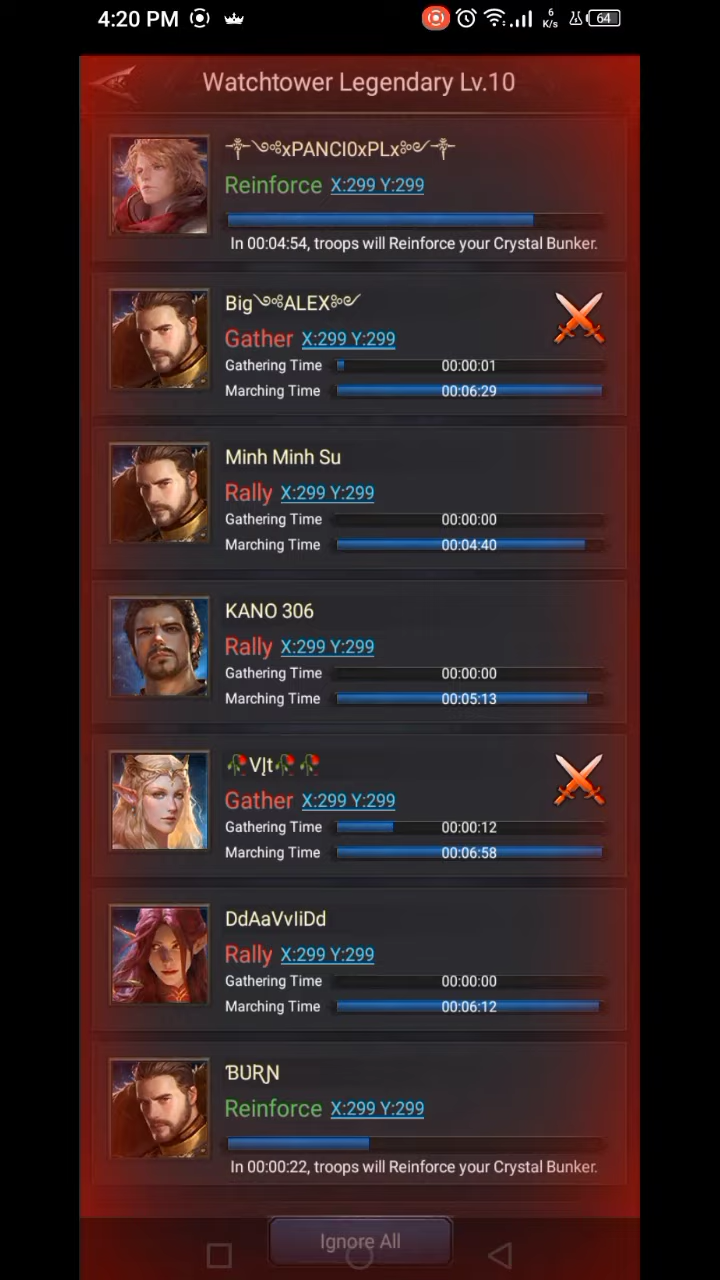 4:20 PM
6
K/s
64
Watchtower Legendary Lv.10
༒༺xPANCI0xPLx༻༒
Reinforce X:299 Y:299
In 00:04:54, troops will Reinforce your Crystal Bunker.
Big༺ALEX༻
Gather X:299 Y:299
Gathering Time 00:00:01
Marching Time 00:06:29
Minh Minh Su
Rally X:299 Y:299
Gathering Time 00:00:00
Marching Time 00:04:40
KANO 306
Rally X:299 Y:299
Gathering Time 00:00:00
Marching Time 00:05:13
🥀V┃t🥀🥀
Gather X:299 Y:299
Gathering Time 00:00:12
Marching Time 00:06:58
DdAaVvIiDd
Rally X:299 Y:299
Gathering Time 00:00:00
Marching Time 00:06:12
ƁURƝ
Reinforce X:299 Y:299
In 00:00:22, troops will Reinforce your Crystal Bunker.
Ignore All